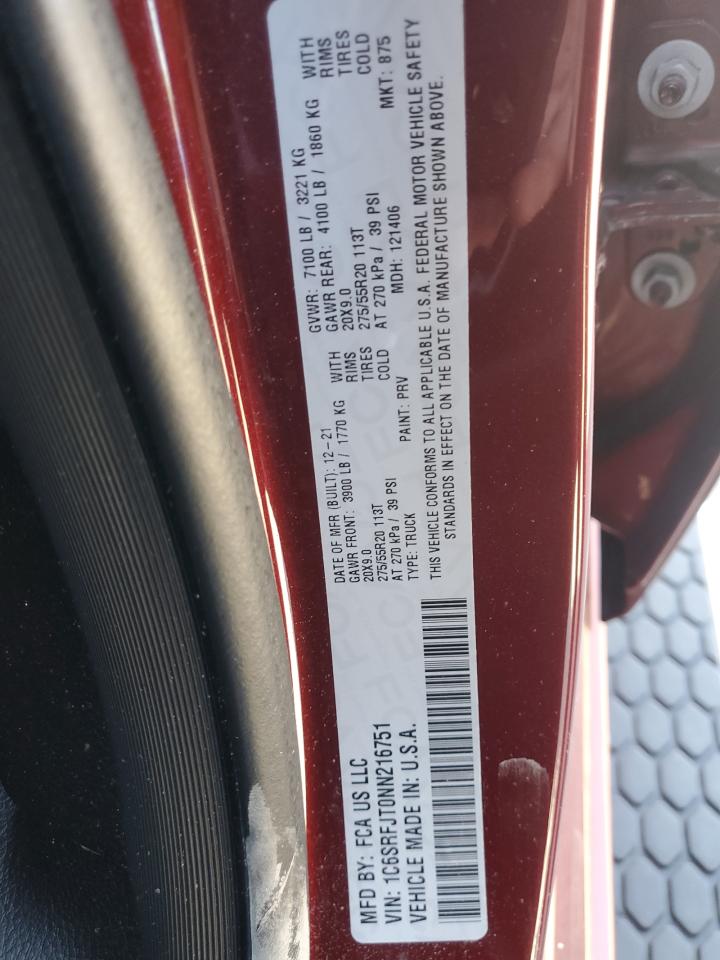 MFD BY: FCA US LLC
DATE OF MFR (BUILT): 12-21
GVWR: 7100 LB / 3221 KG
GAWR FRONT: 3900 LB / 1770 KG WITH
GAWR REAR: 4100 LB / 1860 KG WITH
20X9.0 RIMS
20X9.0 RIMS
275/55R20 113T TIRES
275/55R20 113T TIRES
AT 270 kPa / 39 PSI COLD
AT 270 kPa / 39 PSI COLD
VIN: 1C6SRFJT0NN216751
TYPE: TRUCK
PAINT: PRV
MDH: 121406
MKT: 875
VEHICLE MADE IN: U.S.A.
THIS VEHICLE CONFORMS TO ALL APPLICABLE U.S.A. FEDERAL MOTOR VEHICLE SAFETY
STANDARDS IN EFFECT ON THE DATE OF MANUFACTURE SHOWN ABOVE.